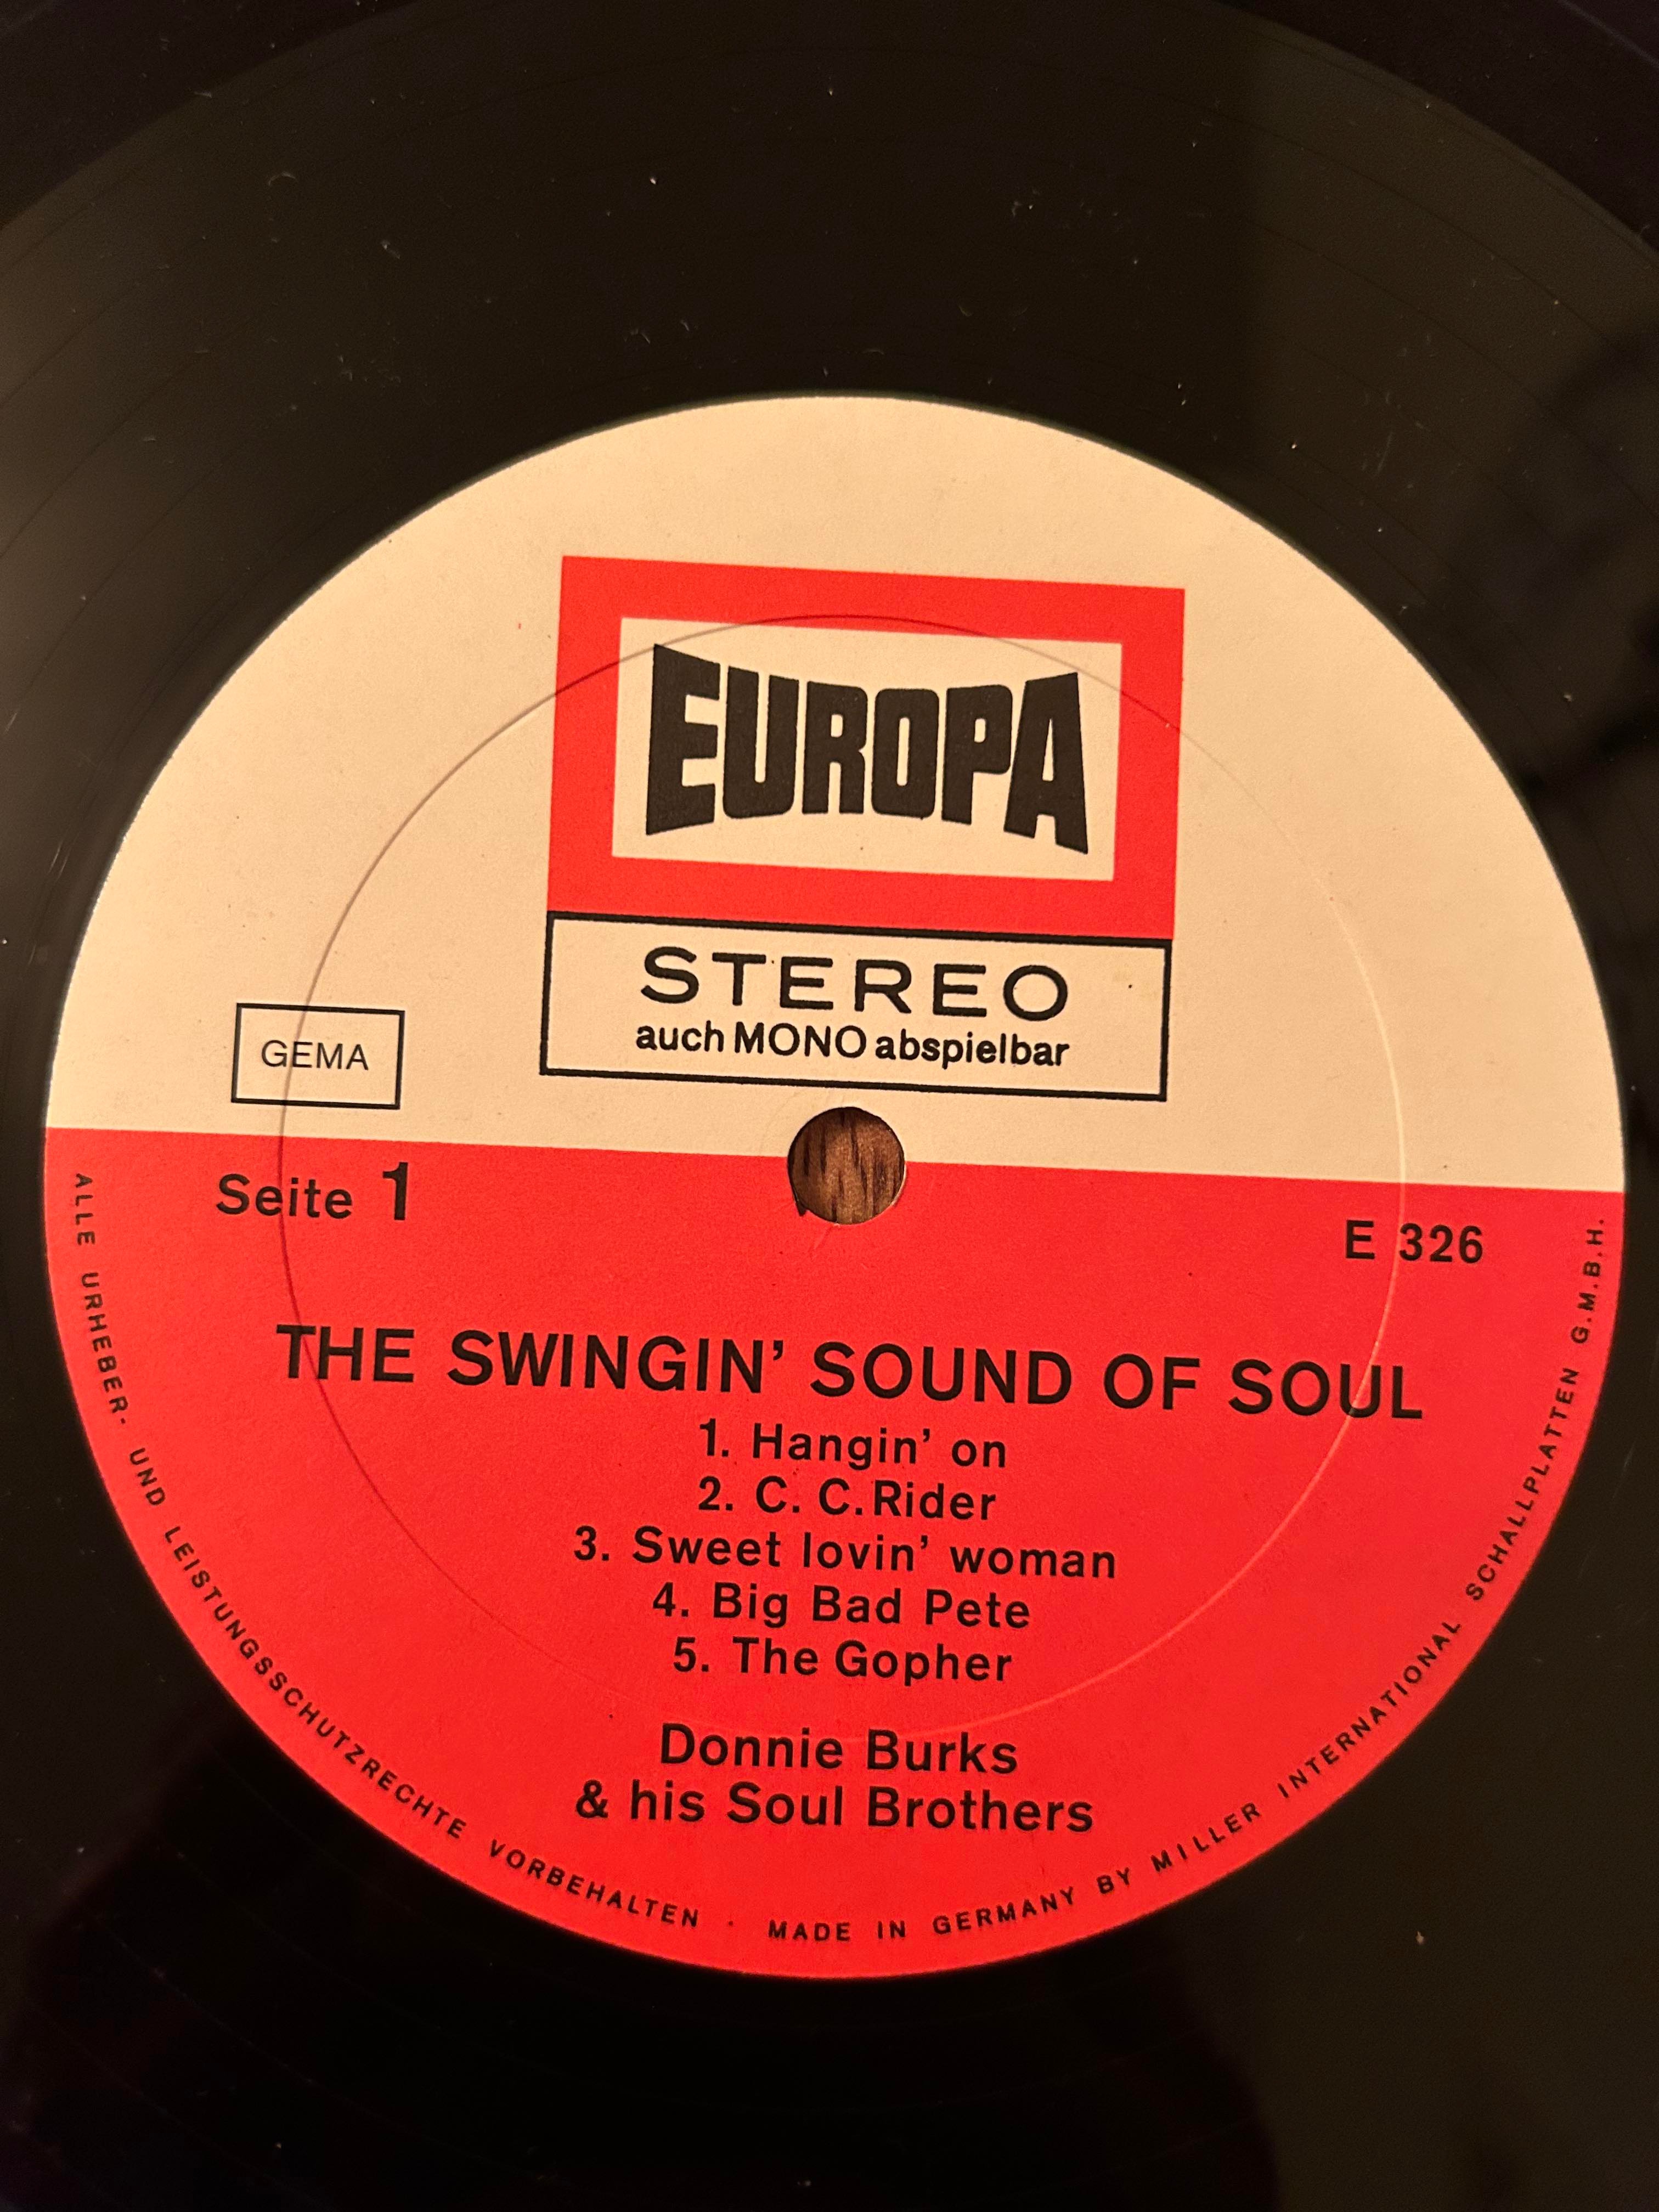 EUROPA
STEREO
auch MONO abspielbar
GEMA
Seite 1
E 326
THE SWINGIN' SOUND OF SOUL
1. Hangin' on
2. C. C. Rider
3. Sweet lovin' woman
4. Big Bad Pete
5. The Gopher
Donnie Burks
& his Soul Brothers
ALLE URHEBER- UND LEISTUNGSSCHUTZRECHTE VORBEHALTEN · MADE IN GERMANY BY MILLER INTERNATIONAL SCHALLPLATTEN G.M.B.H.